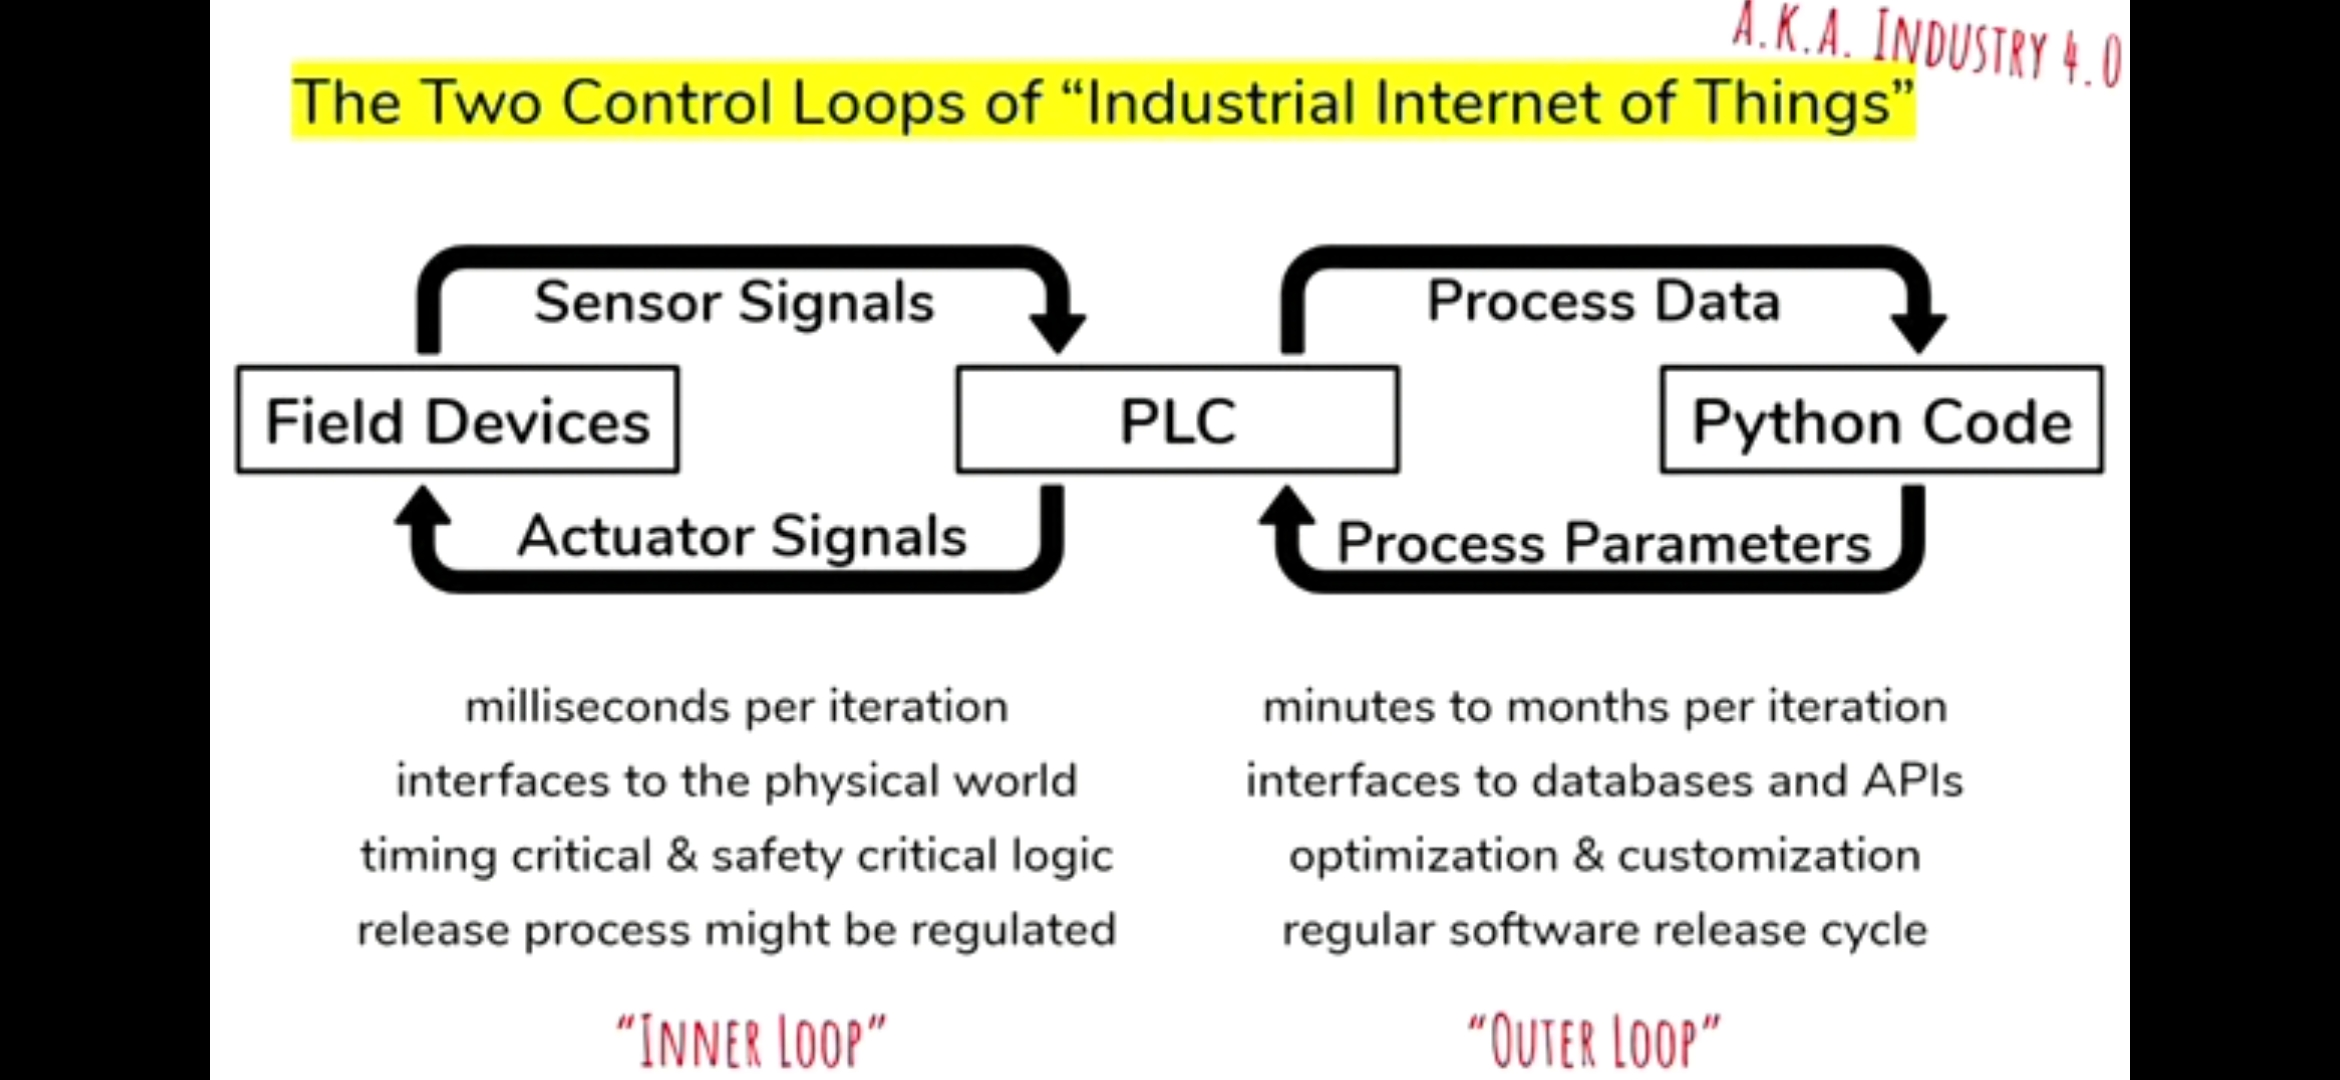 A.K.A. INDUSTRY 4.0
The Two Control Loops of “Industrial Internet of Things”
Sensor Signals
Process Data
Field Devices
PLC
Python Code
Actuator Signals
Process Parameters
milliseconds per iteration
interfaces to the physical world
timing critical & safety critical logic
release process might be regulated
“INNER LOOP”
minutes to months per iteration
interfaces to databases and APIs
optimization & customization
regular software release cycle
“OUTER LOOP”